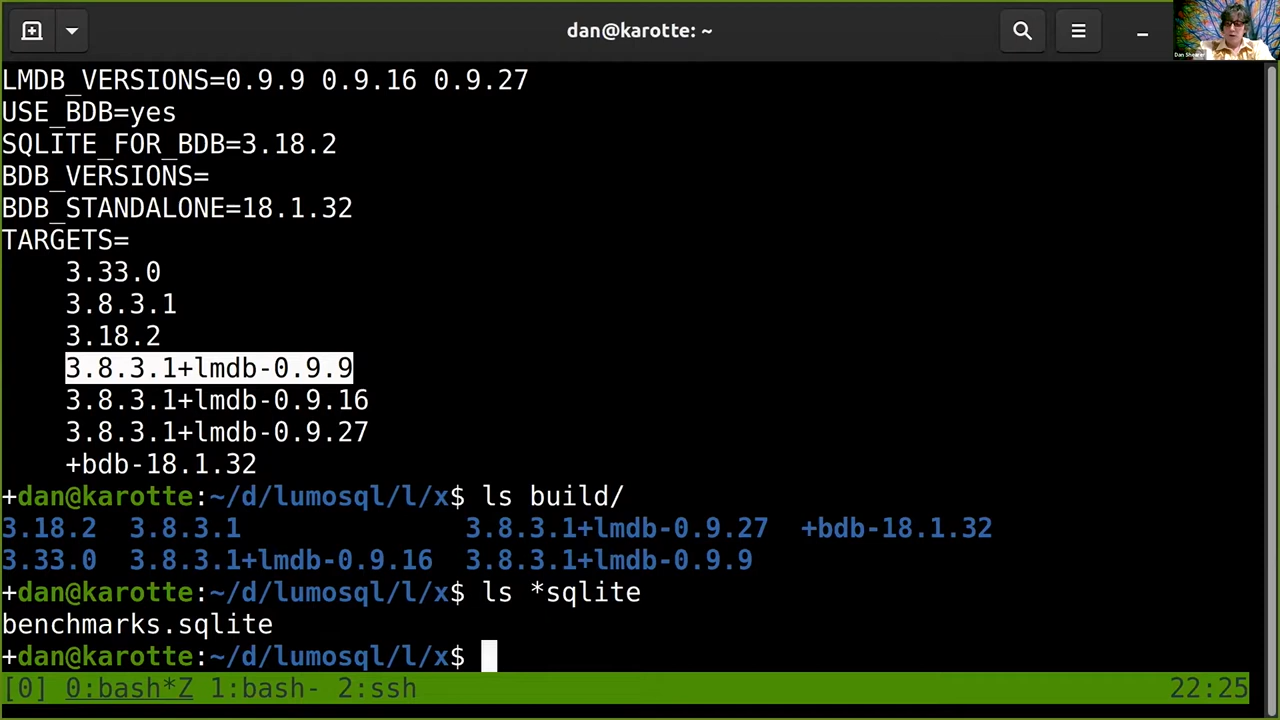 dan@karotte: ~
Dan Shearer
LMDB_VERSIONS=0.9.9 0.9.16 0.9.27
USE_BDB=yes
SQLITE_FOR_BDB=3.18.2
BDB_VERSIONS=
BDB_STANDALONE=18.1.32
TARGETS=
3.33.0
3.8.3.1
3.18.2
3.8.3.1+lmdb-0.9.9
3.8.3.1+lmdb-0.9.16
3.8.3.1+lmdb-0.9.27
+bdb-18.1.32
+dan@karotte:~/d/lumosql/l/x$ ls build/
3.18.2 3.8.3.1 3.8.3.1+lmdb-0.9.27 +bdb-18.1.32
3.33.0 3.8.3.1+lmdb-0.9.16 3.8.3.1+lmdb-0.9.9
+dan@karotte:~/d/lumosql/l/x$ ls *sqlite
benchmarks.sqlite
+dan@karotte:~/d/lumosql/l/x$
[0] 0:bash*Z 1:bash- 2:ssh 22:25